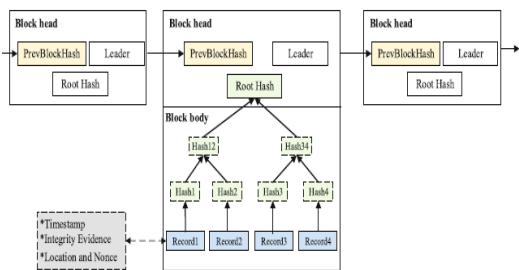 Block head
PrevBlockHash
Leader
Root Hash
Block head
PrevBlockHash
Leader
Root Hash
Block body
Hash12
Hash34
Hash1
Hash2
Hash3
Hash4
Record1
Record2
Record3
Record4
*Timestamp
*Integrity Evidence
*Location and Nonce
Block head
PrevBlockHash
Leader
Root Hash